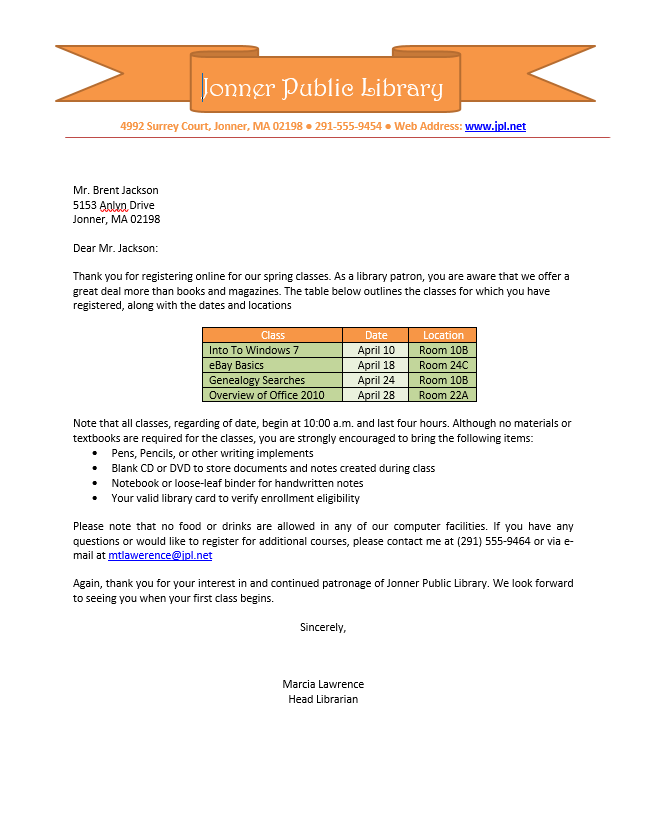 Jonner Public Library
4992 Surrey Court, Jonner, MA 02198 ● 291-555-9454 ● Web Address: www.jpl.net
Mr. Brent Jackson
5153 Anlyn Drive
Jonner, MA 02198
Dear Mr. Jackson:
Thank you for registering online for our spring classes. As a library patron, you are aware that we offer a
great deal more than books and magazines. The table below outlines the classes for which you have
registered, along with the dates and locations
Class Date Location
Into To Windows 7 April 10 Room 10B
eBay Basics April 18 Room 24C
Genealogy Searches April 24 Room 10B
Overview of Office 2010 April 28 Room 22A
Note that all classes, regarding of date, begin at 10:00 a.m. and last four hours. Although no materials or
textbooks are required for the classes, you are strongly encouraged to bring the following items:
• Pens, Pencils, or other writing implements
• Blank CD or DVD to store documents and notes created during class
• Notebook or loose-leaf binder for handwritten notes
• Your valid library card to verify enrollment eligibility
Please note that no food or drinks are allowed in any of our computer facilities. If you have any
questions or would like to register for additional courses, please contact me at (291) 555-9464 or via e-
mail at mtlawerence@jpl.net
Again, thank you for your interest in and continued patronage of Jonner Public Library. We look forward
to seeing you when your first class begins.
Sincerely,
Marcia Lawrence
Head Librarian